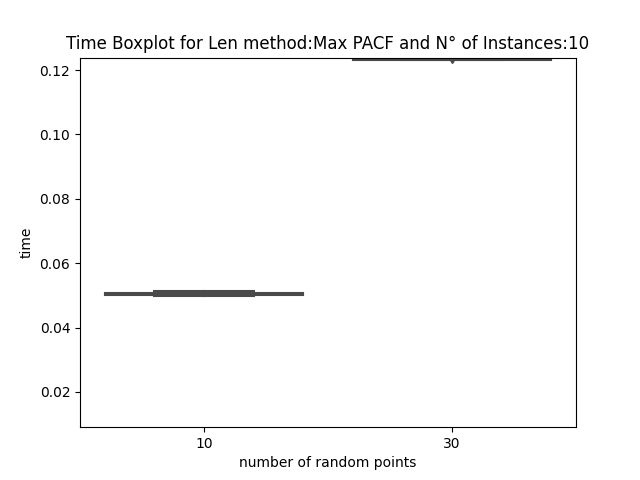 Time Boxplot for Len method:Max PACF and N° of Instances:10
0.12
0.10
0.08
0.06
0.04
0.02
time
10 30
number of random points